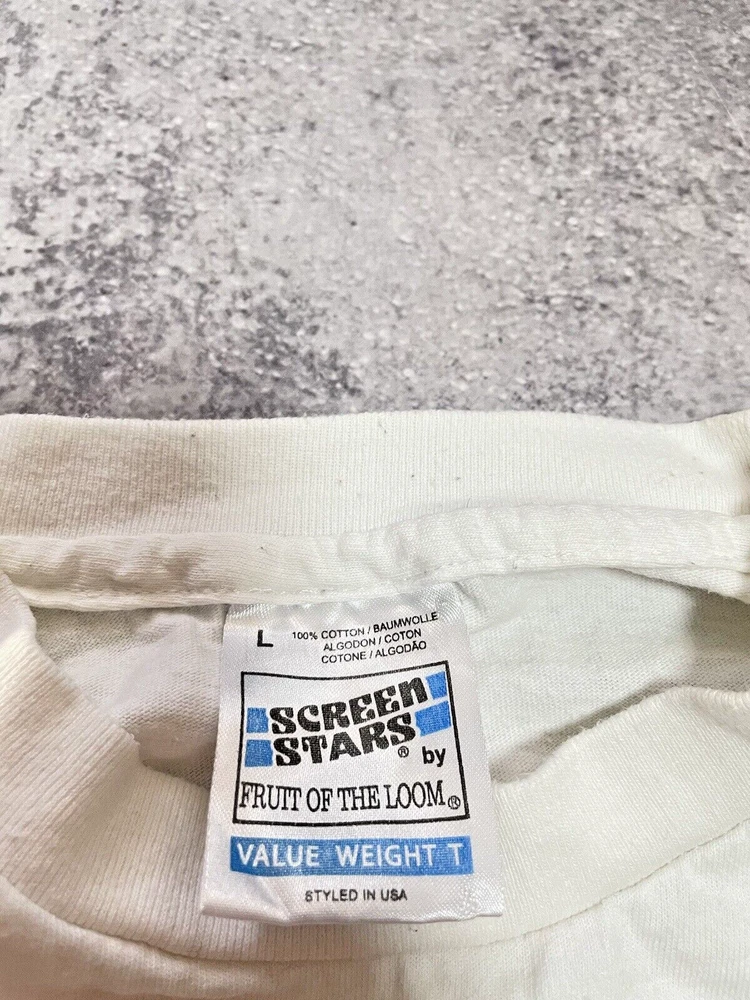 L
100% COTTON / BAUMWOLLE
ALGODON / COTON
COTONE / ALGODÃO
SCREEN
STARS® by
FRUIT OF THE LOOM®
VALUE WEIGHT T
STYLED IN USA